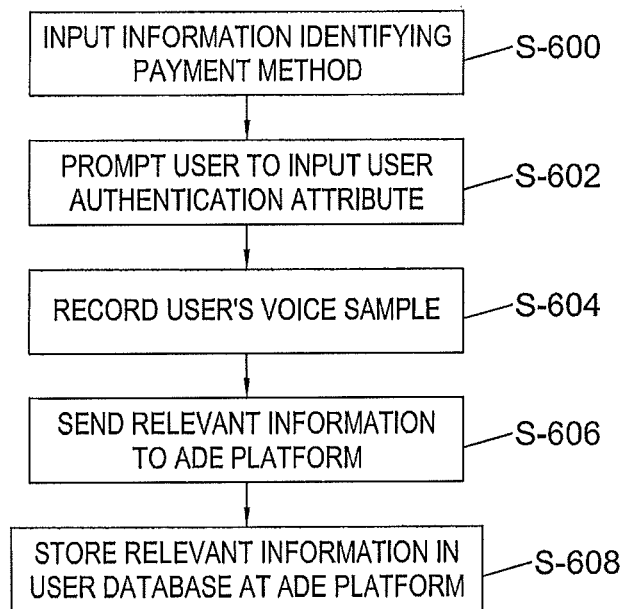 INPUT INFORMATION IDENTIFYING
PAYMENT METHOD
S-600
PROMPT USER TO INPUT USER
AUTHENTICATION ATTRIBUTE
S-602
RECORD USER'S VOICE SAMPLE
S-604
SEND RELEVANT INFORMATION
TO ADE PLATFORM
S-606
STORE RELEVANT INFORMATION IN
USER DATABASE AT ADE PLATFORM
S-608